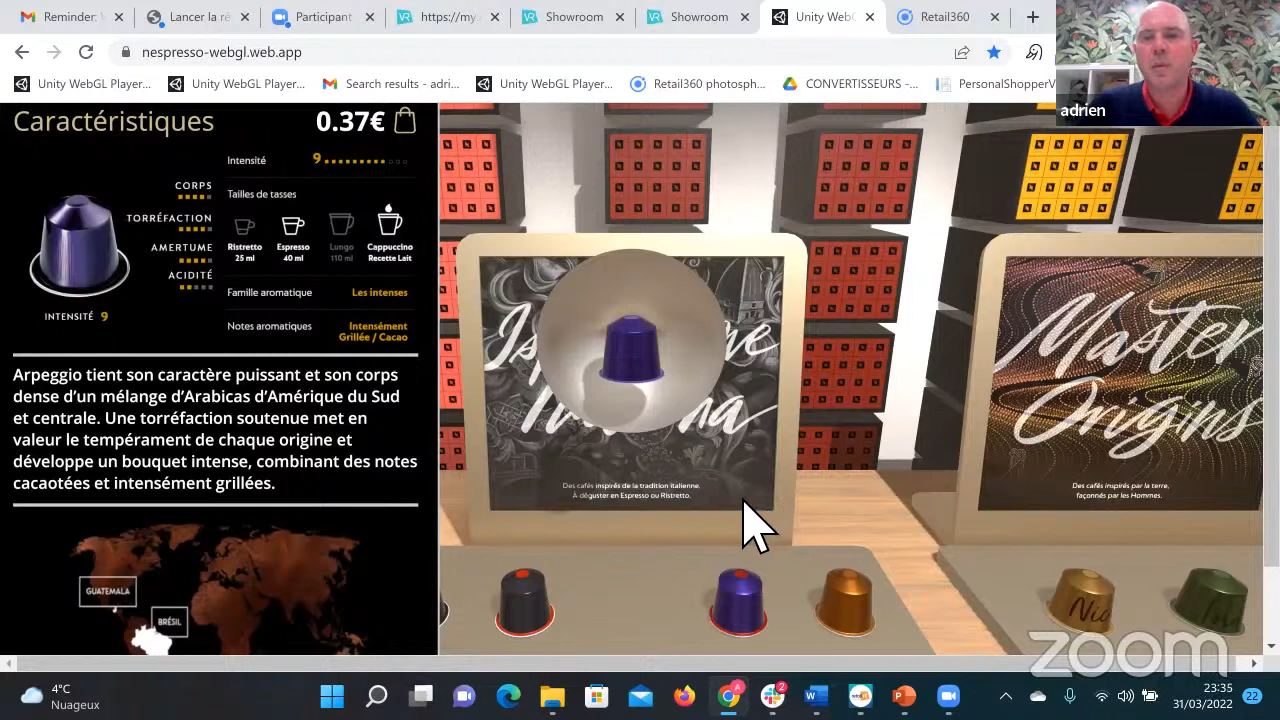 Reminder:
Lancer la ré
Participant
https://my.
Showroom
Showroom
Unity WebG
Retail360
nespresso-webgl.web.app
Unity WebGL Player...
Unity WebGL Player...
Search results - adri...
Unity WebGL Player...
Retail360 photosph...
CONVERTISSEURS -...
PersonalShopperV
adrien
Caractéristiques
0.37€
Intensité
9
CORPS
TORRÉFACTION
AMERTUME
ACIDITÉ
INTENSITÉ 9
Tailles de tasses
Ristretto
25 ml
Espresso
40 ml
Lungo
110 ml
Cappuccino
Recette Lait
Famille aromatique
Les intenses
Notes aromatiques
Intensément
Grillée / Cacao
Arpeggio tient son caractère puissant et son corps
dense d’un mélange d’Arabicas d’Amérique du Sud
et centrale. Une torréfaction soutenue met en
valeur le tempérament de chaque origine et
développe un bouquet intense, combinant des notes
cacaotées et intensément grillées.
GUATEMALA
BRÉSIL
Des cafés inspirés de la tradition italienne.
À déguster en Espresso ou Ristretto.
Master
Origins
Des cafés inspirés par la terre,
façonnés par les Hommes.
zoom
4°C
Nuageux
2
23:35
31/03/2022
22